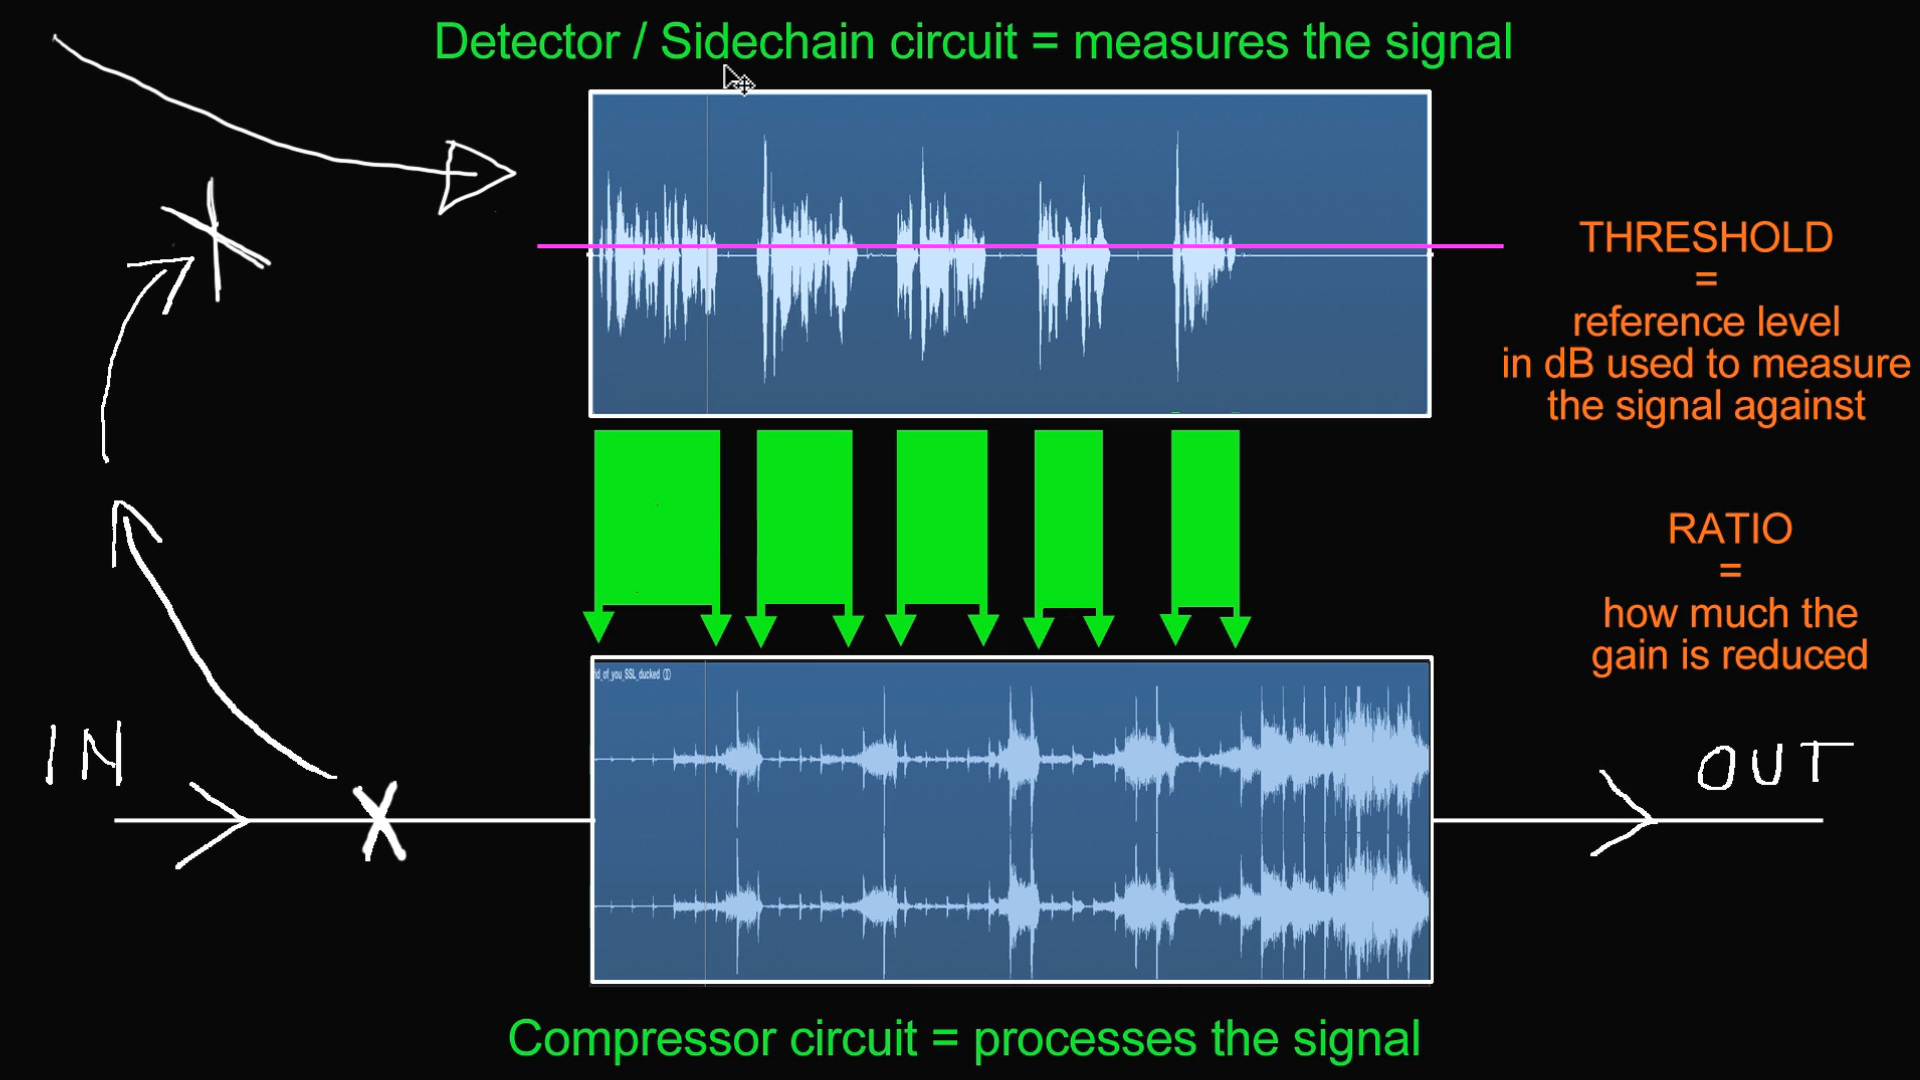 Detector / Sidechain circuit = measures the signal
THRESHOLD
=
reference level
in dB used to measure
the signal against
RATIO
=
how much the
gain is reduced
d_of_you_SSL_ducked
IN
OUT
Compressor circuit = processes the signal